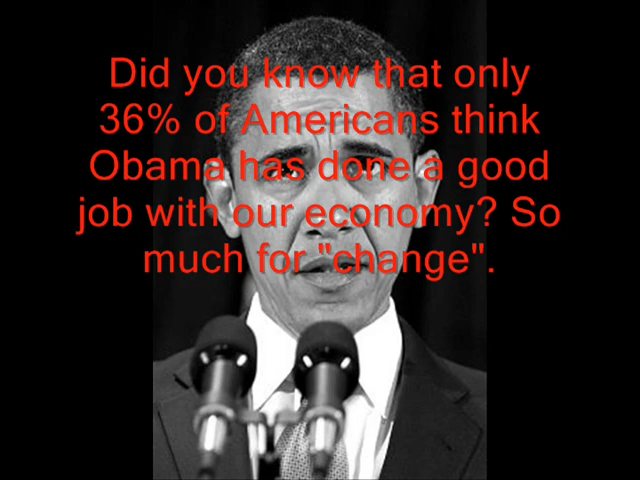 Did you know that only
36% of Americans think
Obama has done a good
job with our economy? So
much for "change".